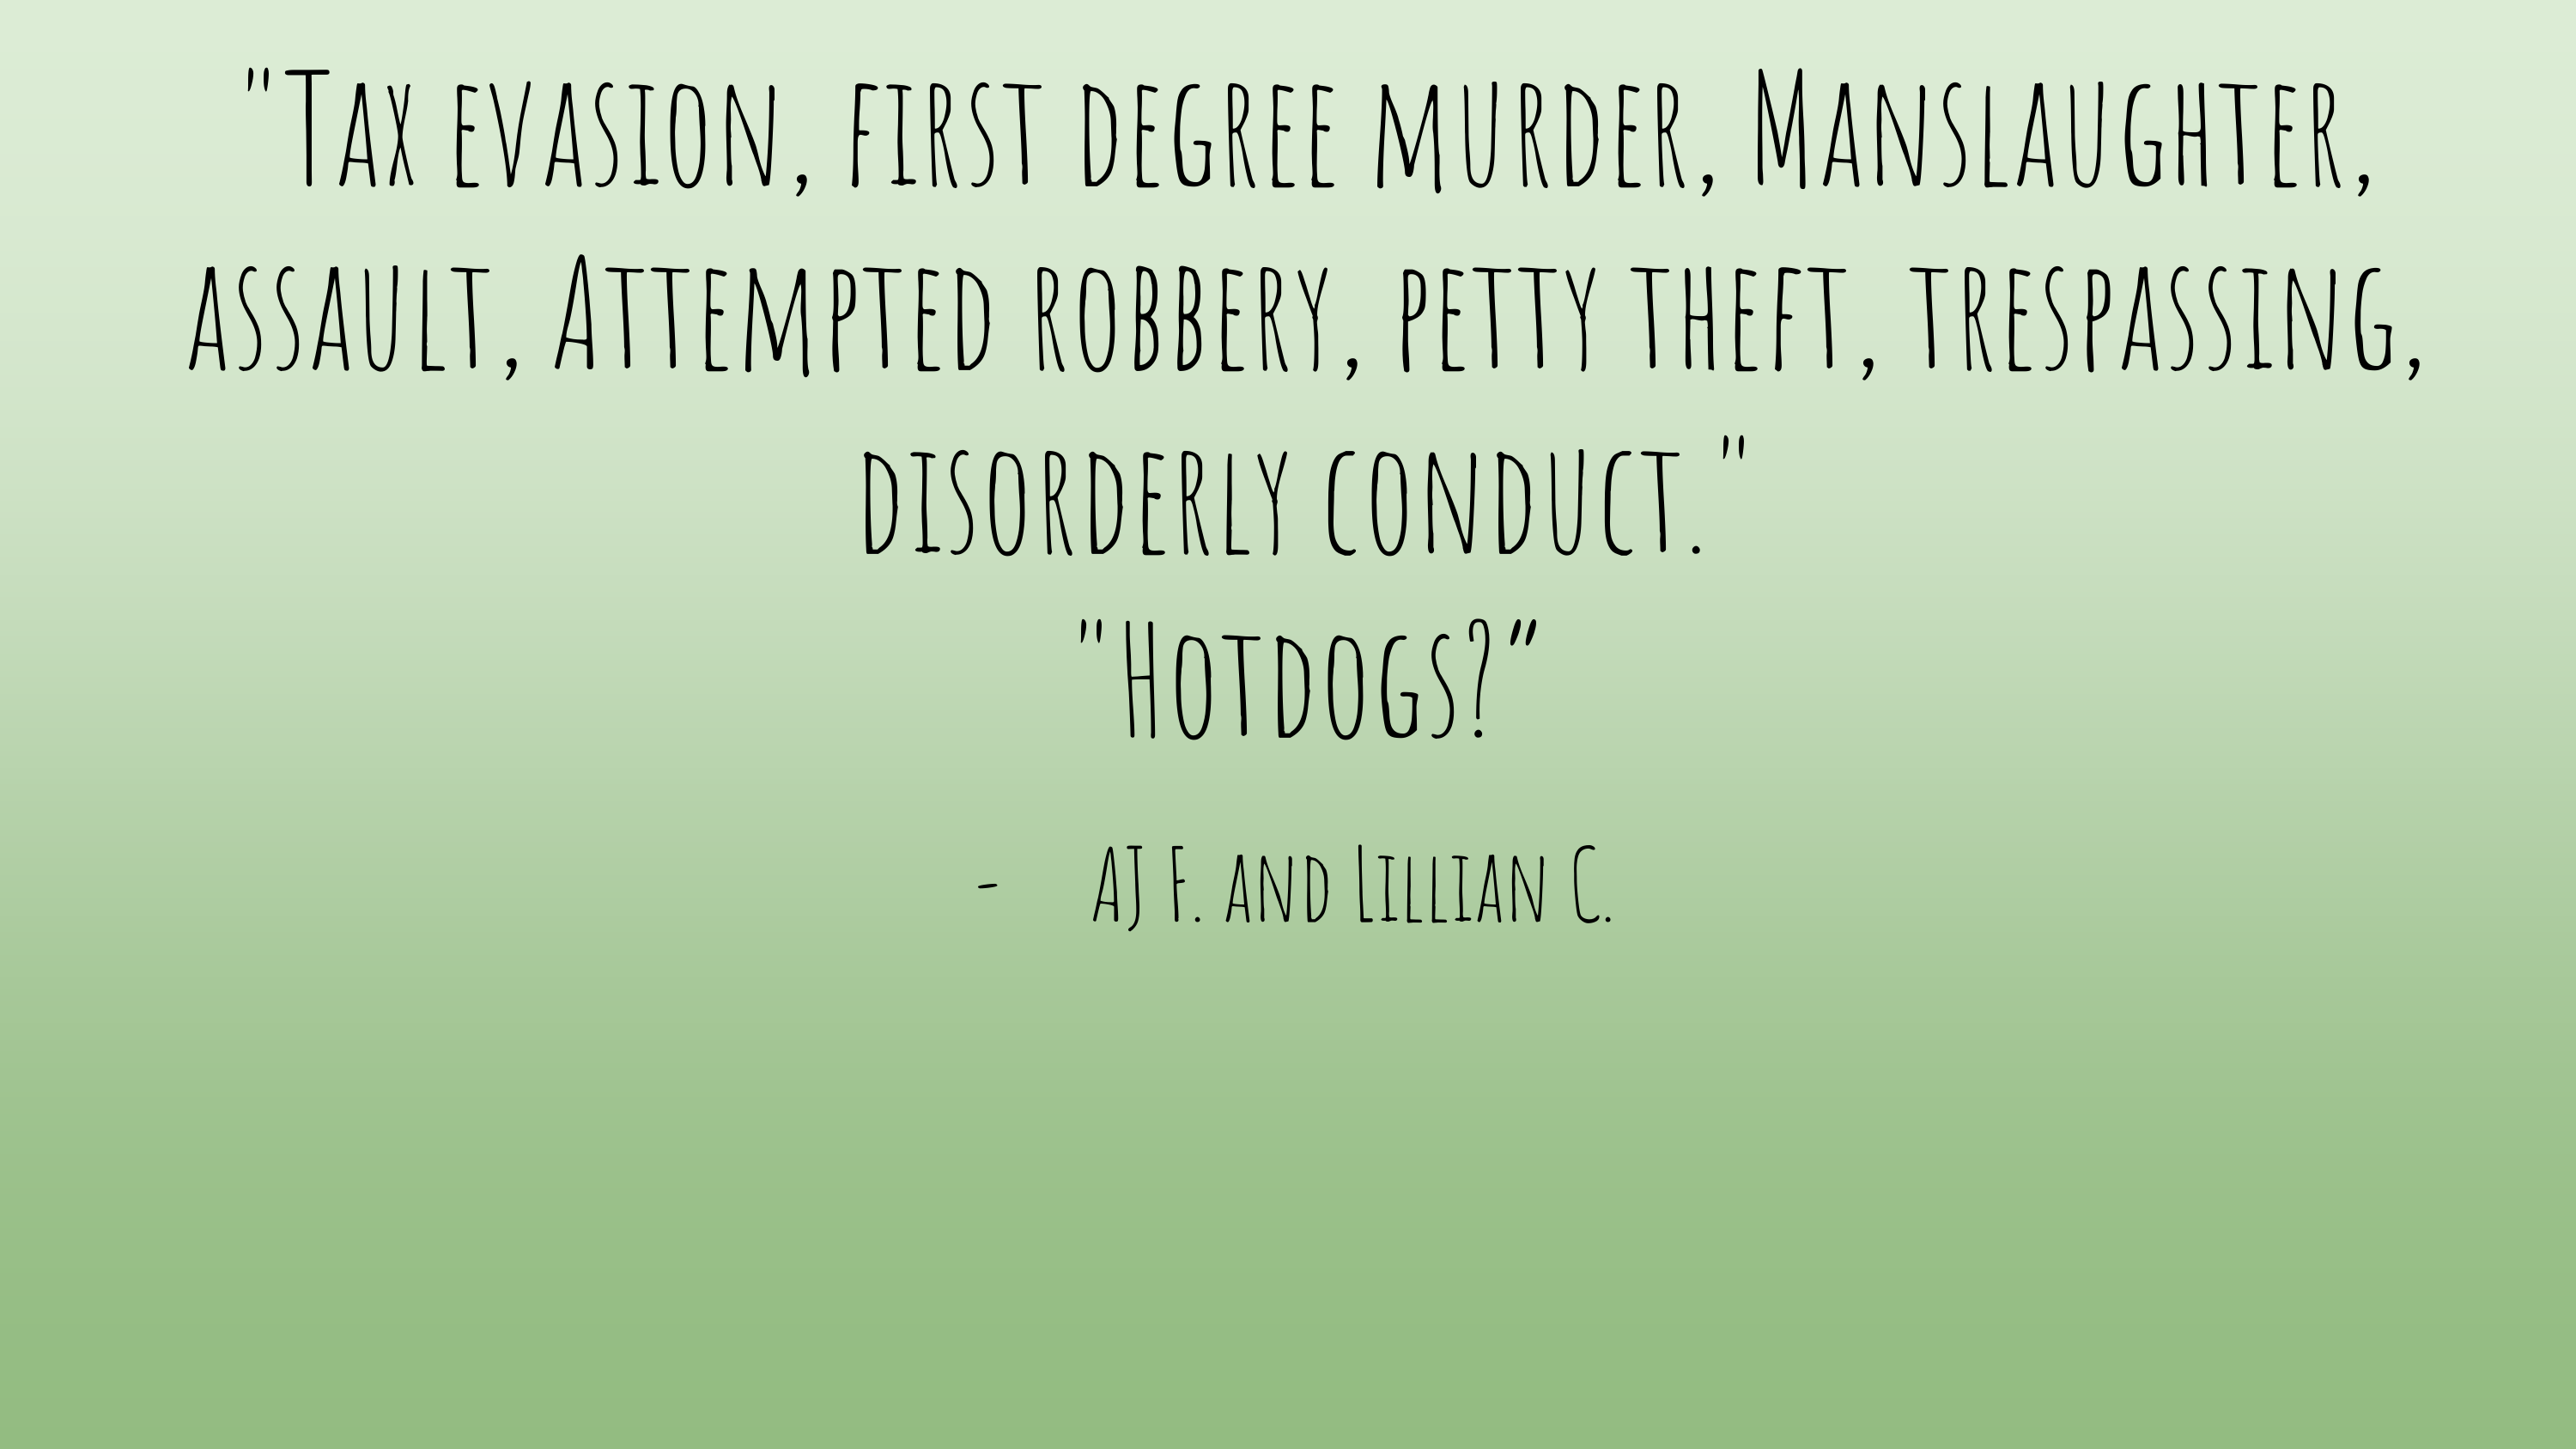 "Tax evasion, first degree murder, Manslaughter,
assault, Attempted robbery, petty theft, trespassing,
disorderly conduct."
"Hotdogs?”
- AJ F. and Lillian C.